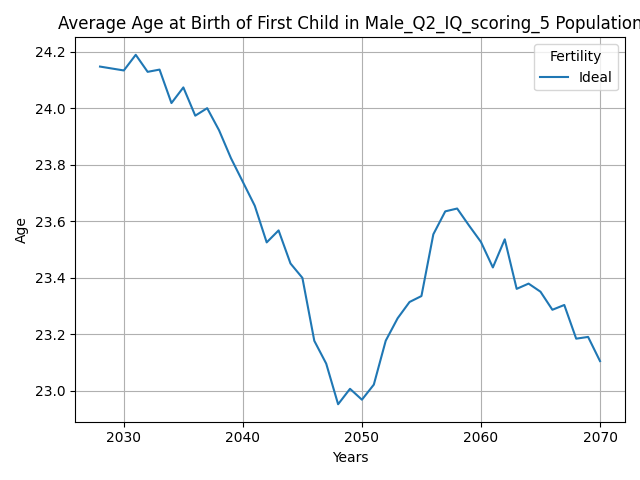 Average Age at Birth of First Child in Male_Q2_IQ_scoring_5 Population
Fertility
Ideal
24.2
24.0
23.8
23.6
23.4
23.2
23.0
Age
2030 2040 2050 2060 2070
Years